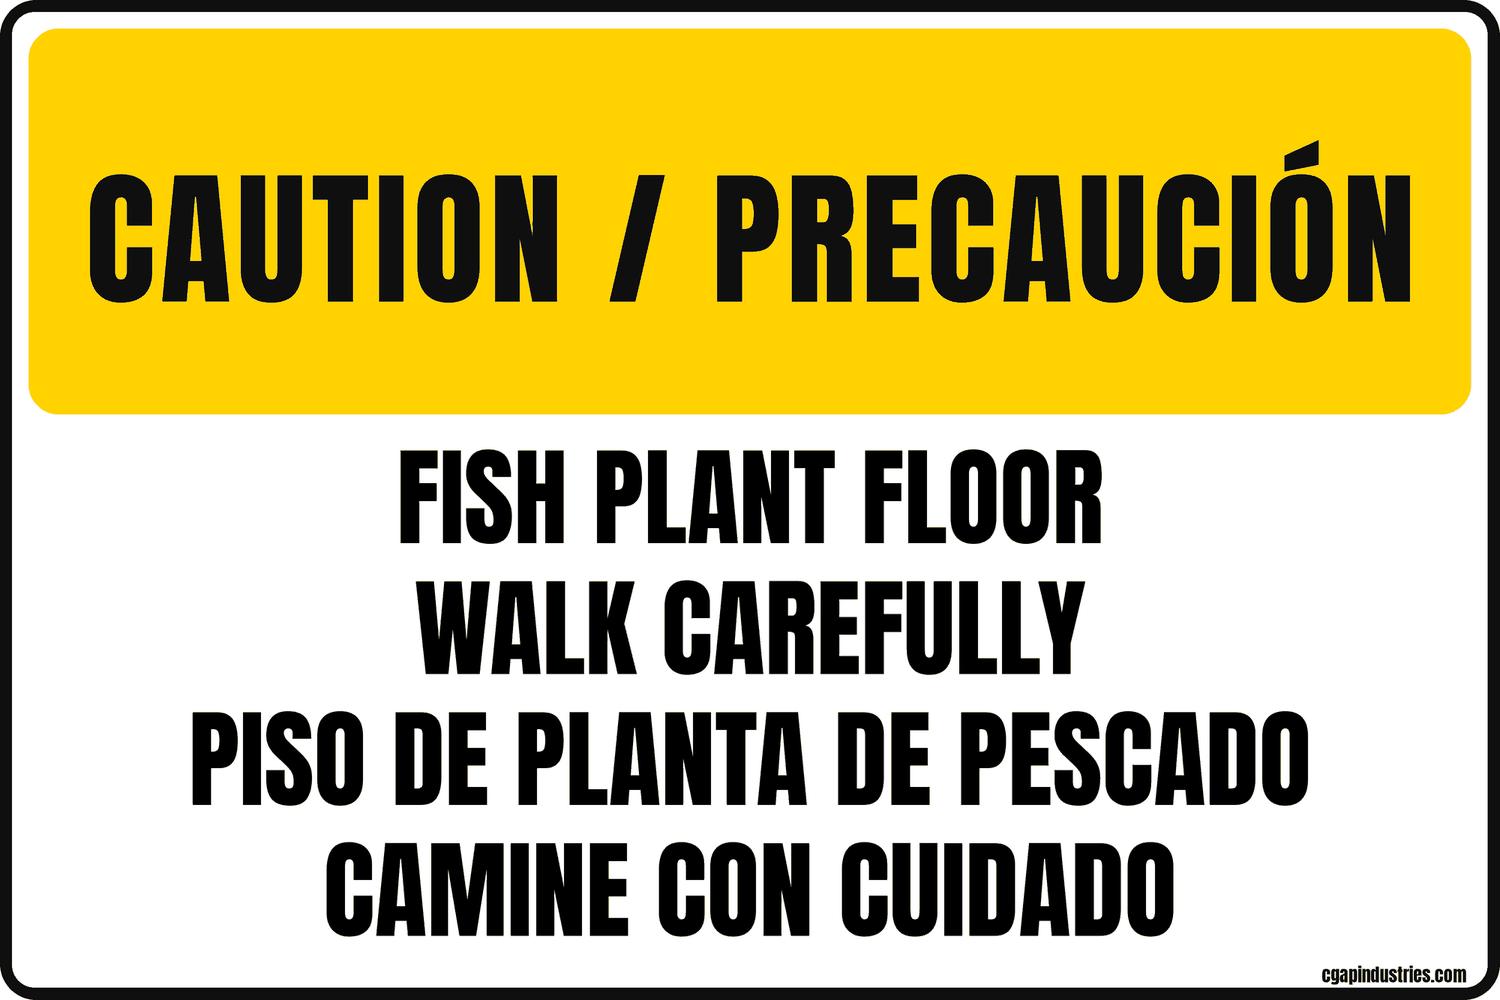 CAUTION / PRECAUCIÓN
FISH PLANT FLOOR
WALK CAREFULLY
PISO DE PLANTA DE PESCADO
CAMINE CON CUIDADO
cgapindustries.com